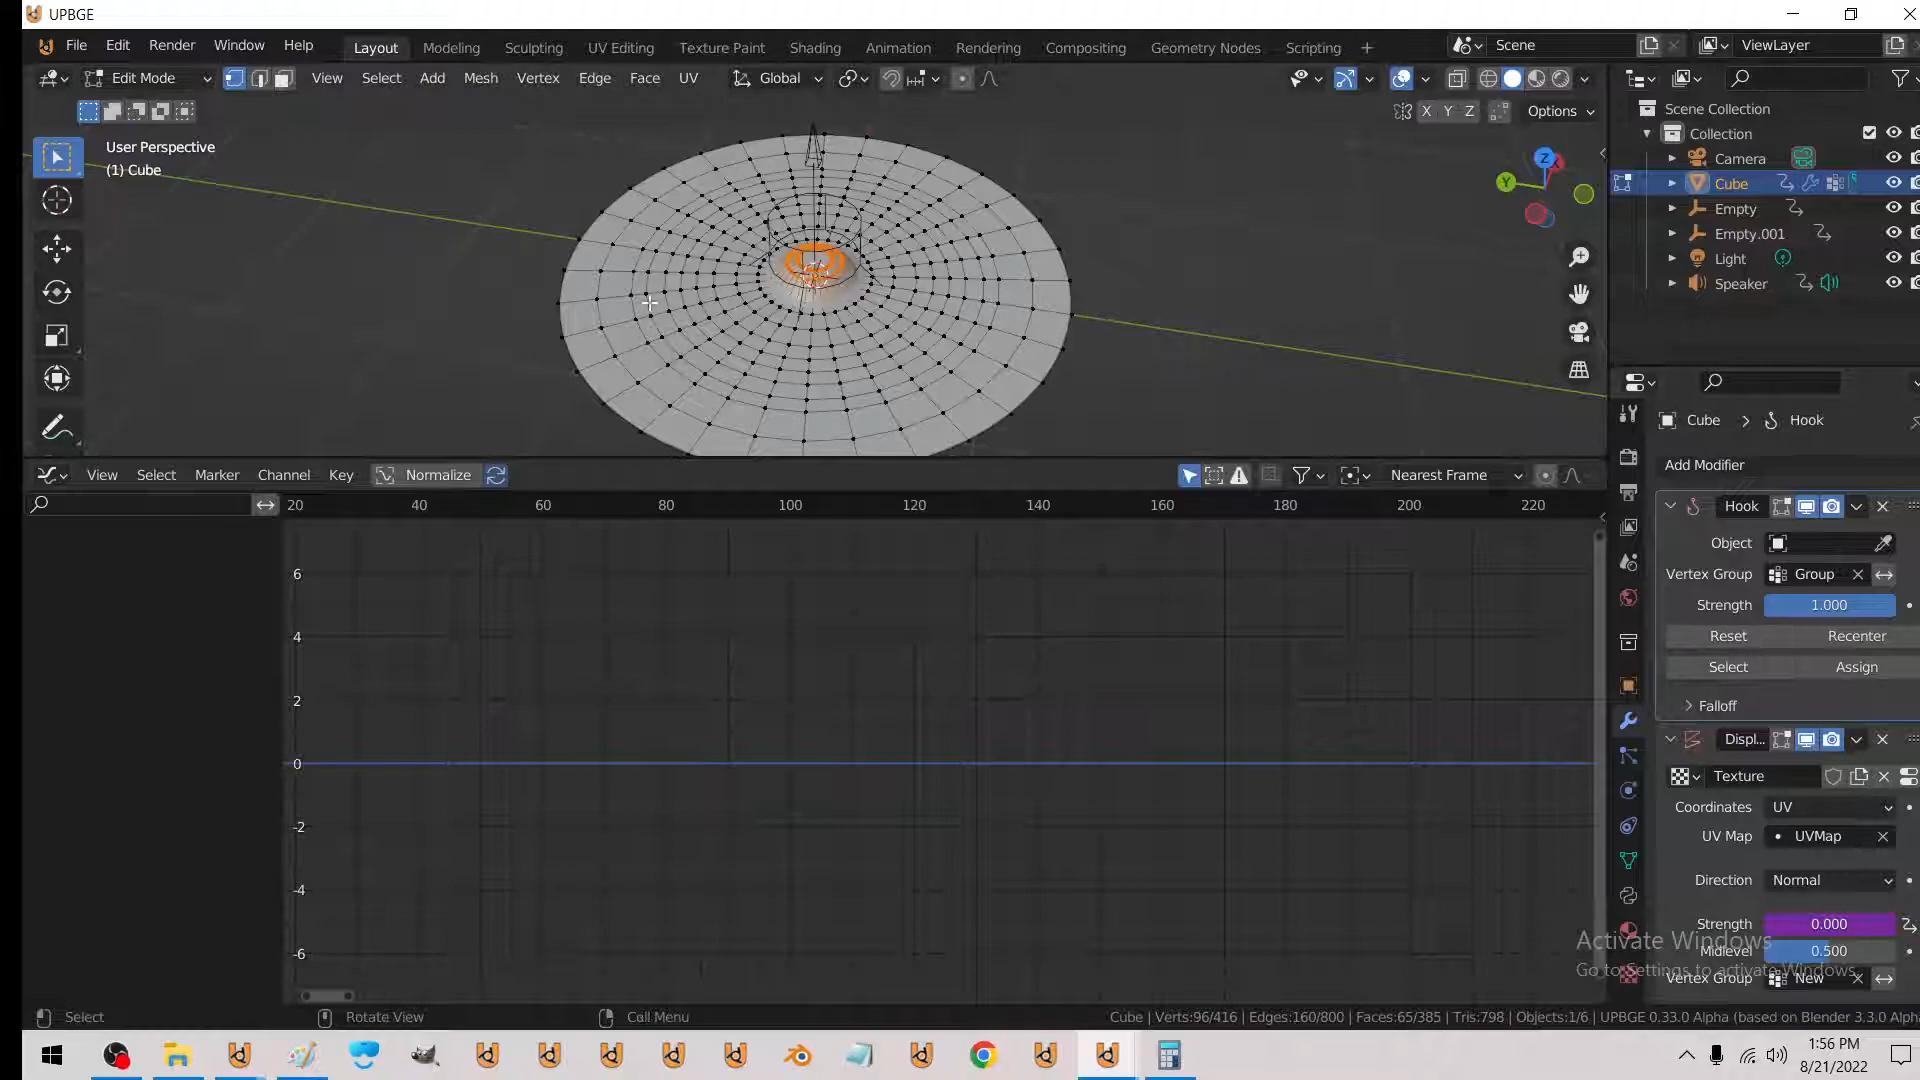 UPBGE
File Edit Render Window Help Layout Modeling Sculpting UV Editing Texture Paint Shading Animation Rendering Compositing Geometry Nodes Scripting + Scene ViewLayer
Edit Mode View Select Add Mesh Vertex Edge Face UV Global
X Y Z Options
Scene Collection
Collection
Camera
Cube
Empty
Empty.001
Light
Speaker
User Perspective
(1) Cube
Z
Y
X
Cube > Hook
Add Modifier
Hook
Object
Vertex Group Group
Strength 1.000
Reset Recenter
Select Assign
Falloff
Displ...
Texture
Coordinates UV
UV Map UVMap
Direction Normal
Strength 0.000
Midlevel 0.500
Vertex Group New
Activate Windows
Go to Settings to activate Windows.
View Select Marker Channel Key Normalize Nearest Frame
20 40 60 80 100 120 140 160 180 200 220
6
4
2
0
-2
-4
-6
Select Rotate View Call Menu Cube | Verts:96/416 | Edges:160/800 | Faces:65/385 | Tris:798 | Objects:1/6 | UPBGE 0.33.0 Alpha (based on Blender 3.3.0 Alpha
1:56 PM
8/21/2022